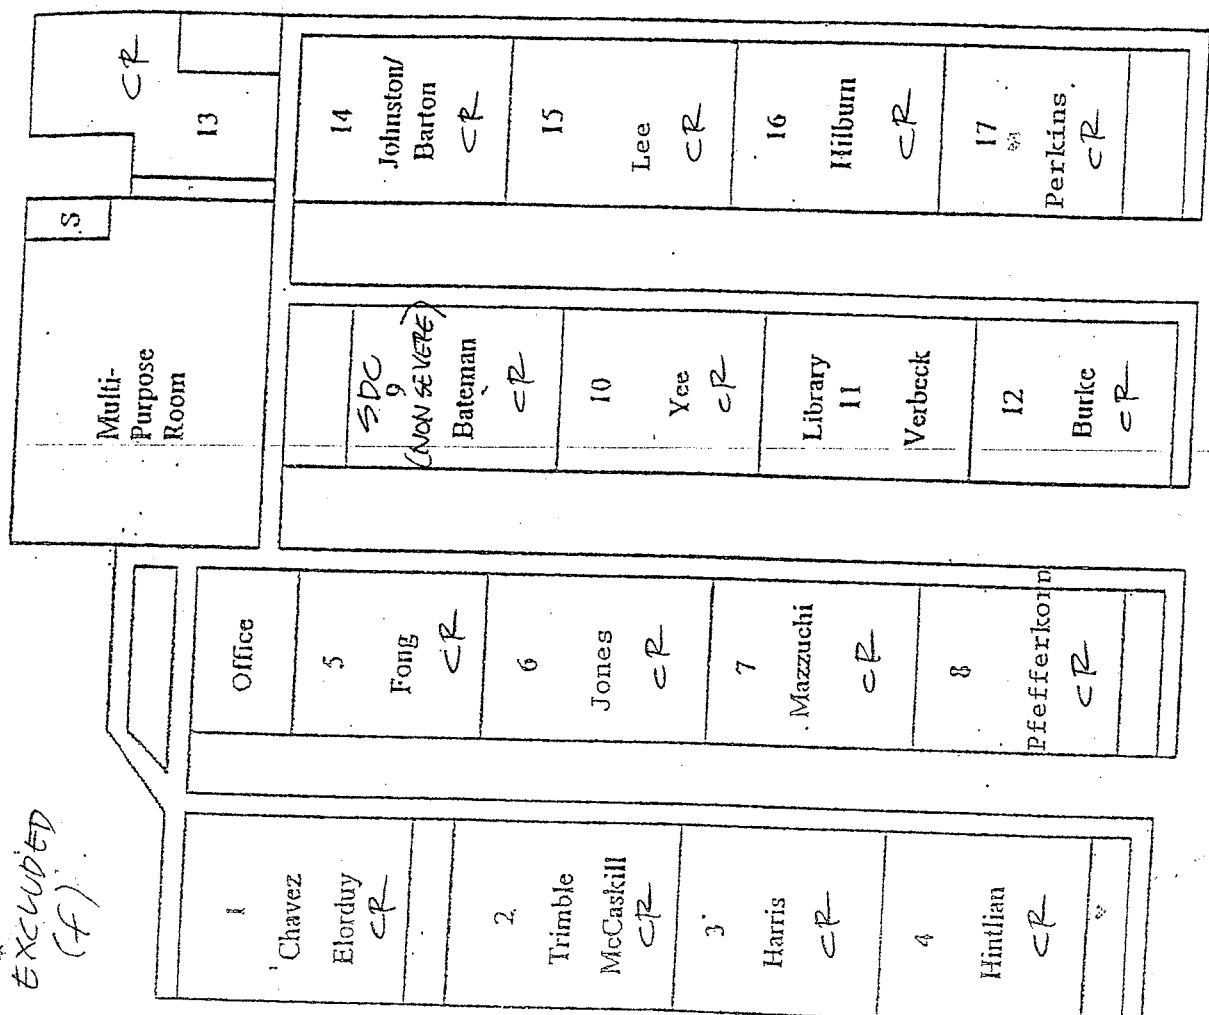 EXCLUDED
(f)
CR
13
14
Johnston/
Barton
CR
15
Lee
CR
16
Hilburn
CR
17
Perkins
CR
S
Multi-
Purpose
Room
SDC
9
(NON SEVERE)
Bateman
CR
10
Yee
CR
Library
11
Verbeck
12
Burke
CR
Office
5
Fong
CR
6
Jones
CR
7
Mazzuchi
CR
8
Pfefferkorn
CR
1
Chavez
Elorduy
CR
2
Trimble
McCaskill
CR
3
Harris
CR
4
Hintlian
CR